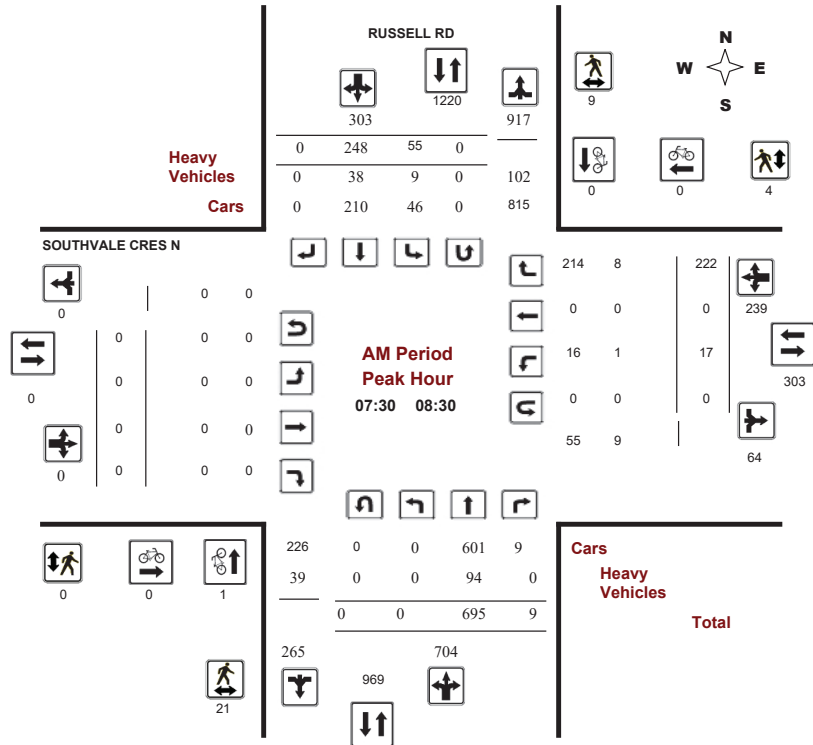 RUSSELL RD
N
W E
S
1220
9
303 917
0 248 55 0
Heavy
Vehicles
0 38 9 0 102
Cars 0 210 46 0 815
0 0 4
SOUTHVALE CRES N
214 8 222
0 0 0
0 0 0 239
0 0 0
16 1 17
AM Period
Peak Hour
07:30 08:30
0 303
0 0 0
0 0 0
0 0 0
55 9
64
0 0 0 0
226 0 0 601 9
Cars
39 0 0 94 0
Heavy
Vehicles
0 0 1
0 0 695 9
Total
265 704
969
21